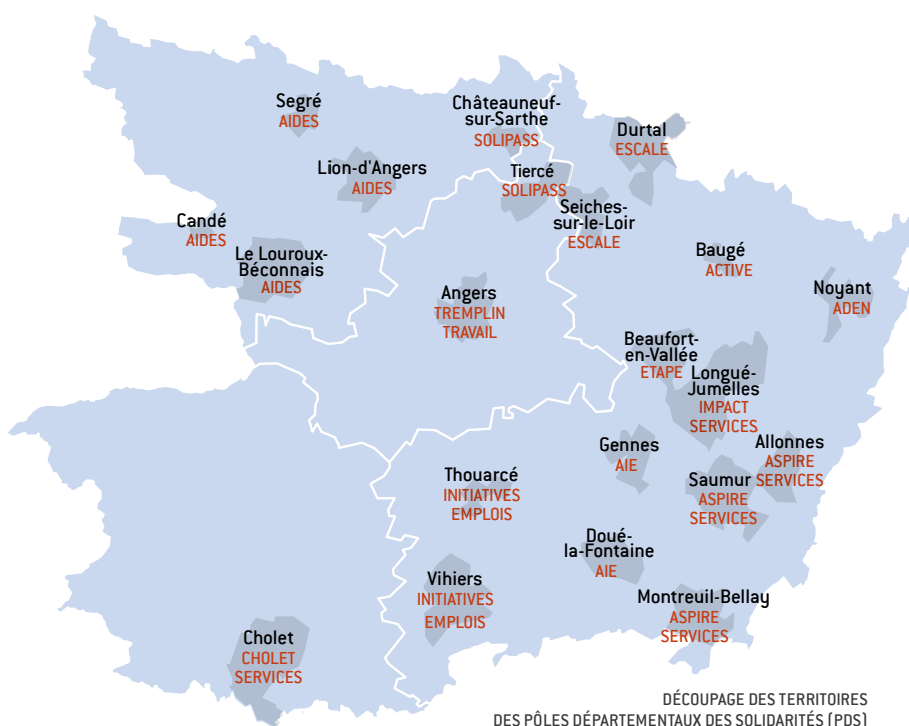 Segré
AIDES
Châteauneuf-
sur-Sarthe
SOLIPASS
Durtal
ESCALE
Lion-d'Angers
AIDES
Tiercé
SOLIPASS
Seiches-
sur-le-Loir
ESCALE
Candé
AIDES
Le Louroux-
Béconnais
AIDES
Baugé
ACTIVE
Noyant
ADEN
Angers
TREMPLIN
TRAVAIL
Beaufort-
en-Vallée
ETAPE
Longué-
Jumelles
IMPACT
SERVICES
Gennes
AIE
Allonnes
ASPIRE
SERVICES
Thouarcé
INITIATIVES
EMPLOIS
Saumur
ASPIRE
SERVICES
Doué-
la-Fontaine
AIE
Vihiers
INITIATIVES
EMPLOIS
Montreuil-Bellay
ASPIRE
SERVICES
Cholet
CHOLET
SERVICES
DÉCOUPAGE DES TERRITOIRES
DES PÔLES DÉPARTEMENTAUX DES SOLIDARITÉS (PDS)